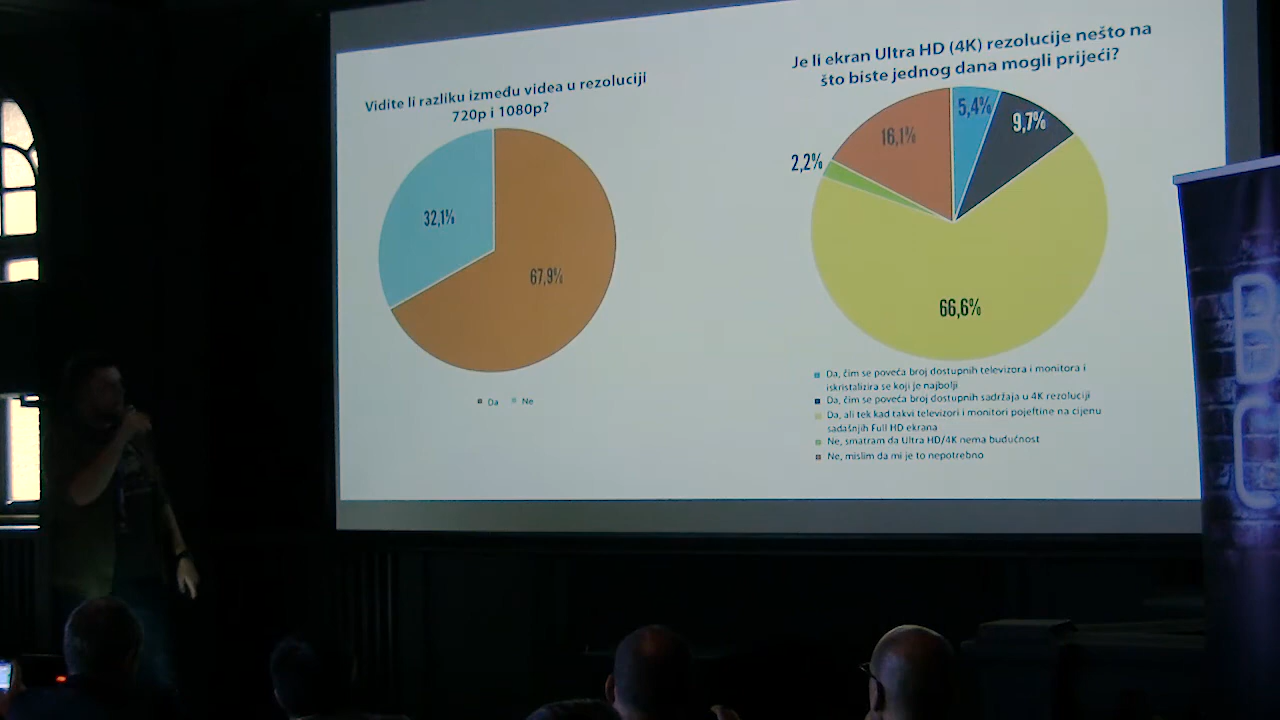 Vidite li razliku između videa u rezoluciji
720p i 1080p?
32,1%
67,9%
Da
Ne
Je li ekran Ultra HD (4K) rezolucije nešto na
što biste jednog dana mogli prijeći?
5,4%
9,7%
16,1%
2,2%
66,6%
Da, čim se poveća broj dostupnih televizora i monitora i
iskristalizira se koji je najbolji
Da, čim se poveća broj dostupnih sadržaja u 4K rezoluciji
Da, ali tek kad takvi televizori i monitori pojeftine na cijenu
sadašnjih Full HD ekrana
Ne, smatram da Ultra HD/4K nema budućnost
Ne, mislim da mi je to nepotrebno
B
C